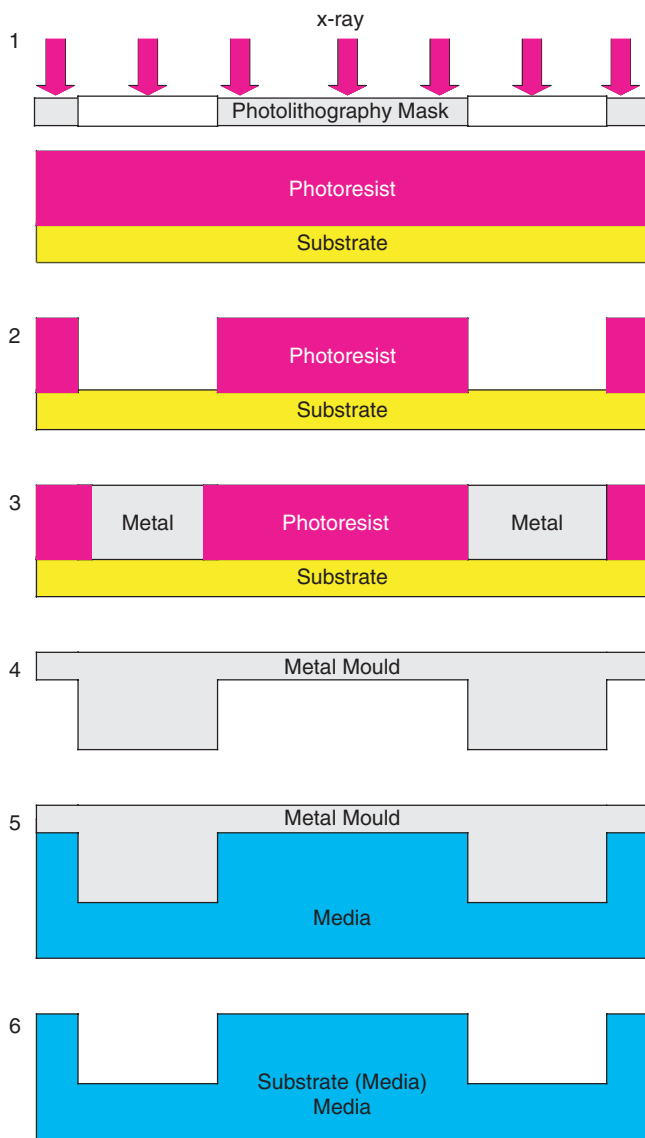 x-ray
1
Photolithography Mask
Photoresist
Substrate
2
Photoresist
Substrate
3
Metal Photoresist Metal
Substrate
4
Metal Mould
5
Metal Mould
Media
6
Substrate (Media)
Media